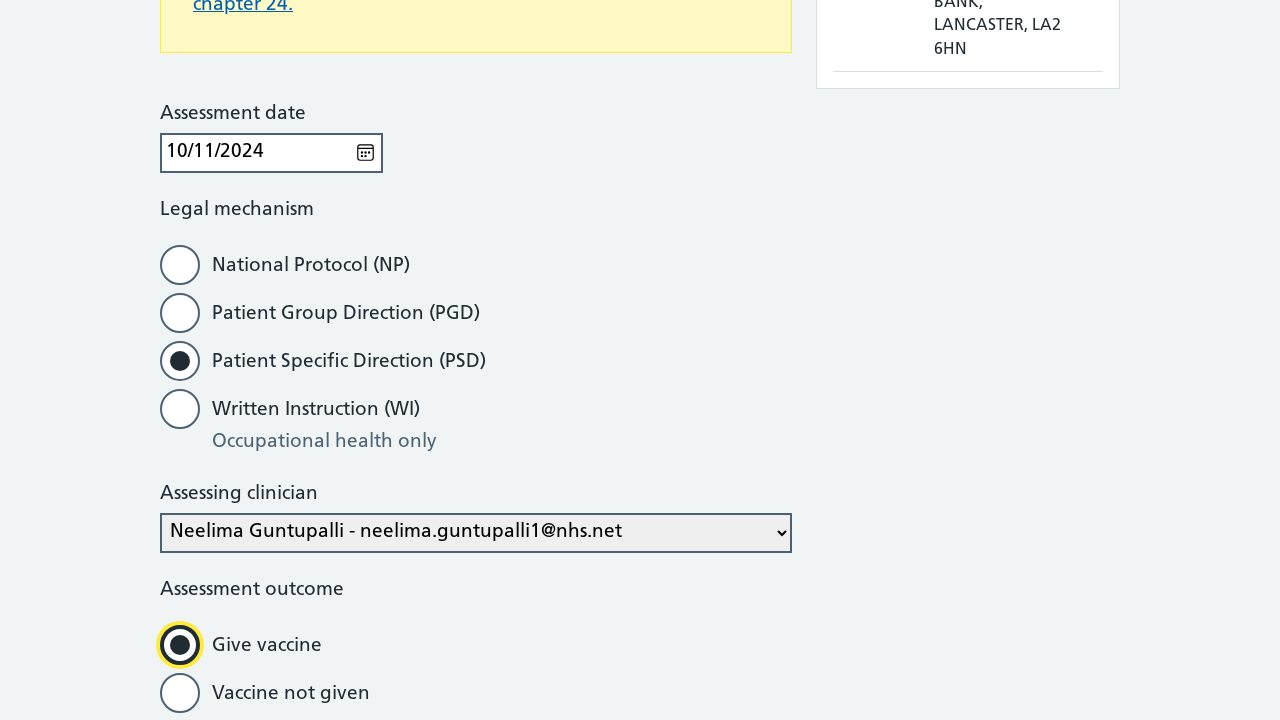 chapter 24.
BANK,
LANCASTER, LA2
6HN
Assessment date
10/11/2024
Legal mechanism
National Protocol (NP)
Patient Group Direction (PGD)
Patient Specific Direction (PSD)
Written Instruction (WI)
Occupational health only
Assessing clinician
Neelima Guntupalli - neelima.guntupalli1@nhs.net
Assessment outcome
Give vaccine
Vaccine not given